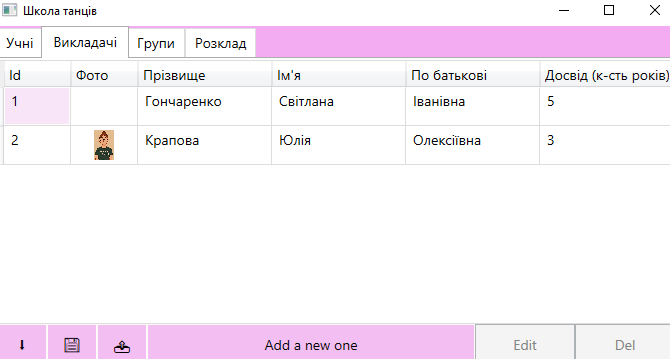 Школа танців
Учні Викладачі Групи Розклад
Id Фото Прізвище Ім'я По батькові Досвід (к-сть років)
1 Гончаренко Світлана Іванівна 5
2 Крапова Юлія Олексіївна 3
Add a new one Edit Del